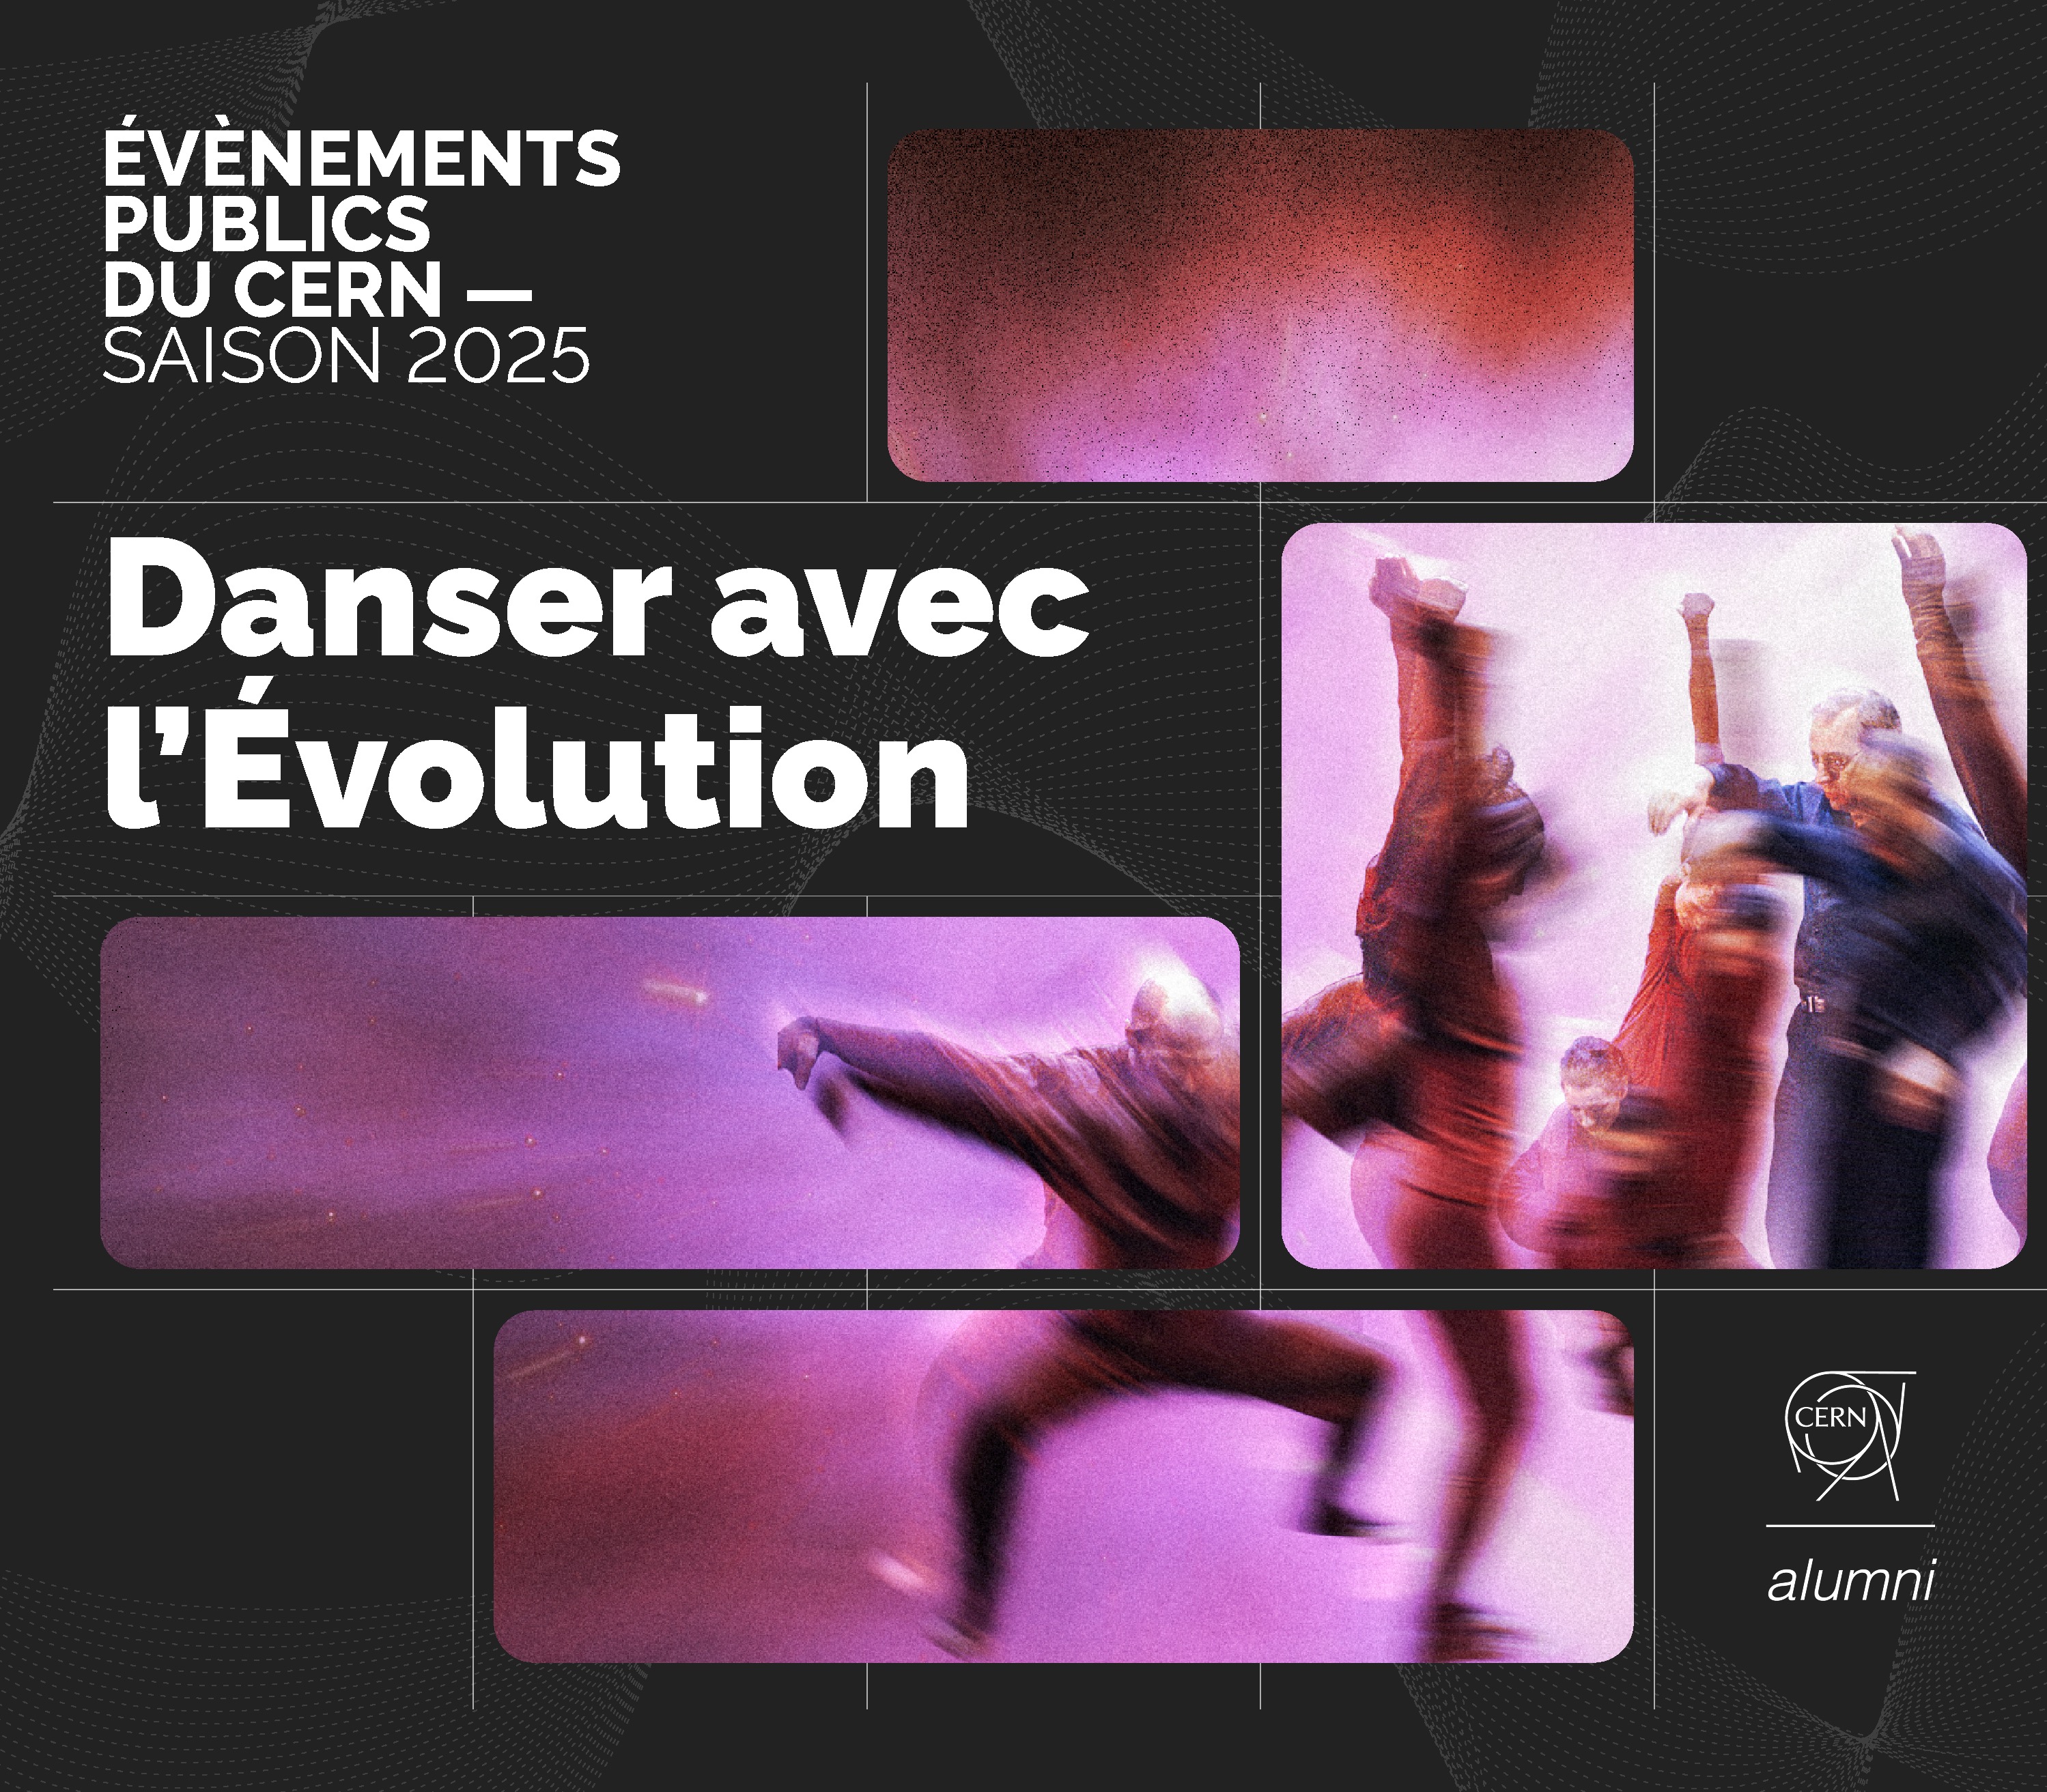 ÉVÈNEMENTS
PUBLICS
DU CERN —
SAISON 2025
Danser avec
l’Évolution
CERN
alumni